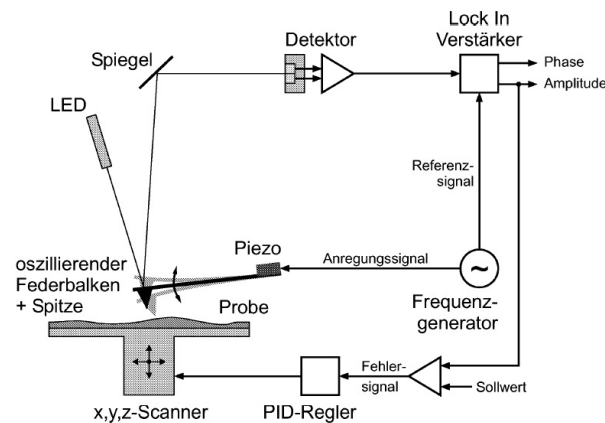 Lock In
Verstärker
Detektor
Spiegel
Phase
Amplitude
LED
Referenz-
signal
Piezo
Anregungssignal
oszillierender
Federbalken
+ Spitze
Probe
~
Frequenz-
generator
Fehler-
signal
Sollwert
x,y,z-Scanner
PID-Regler